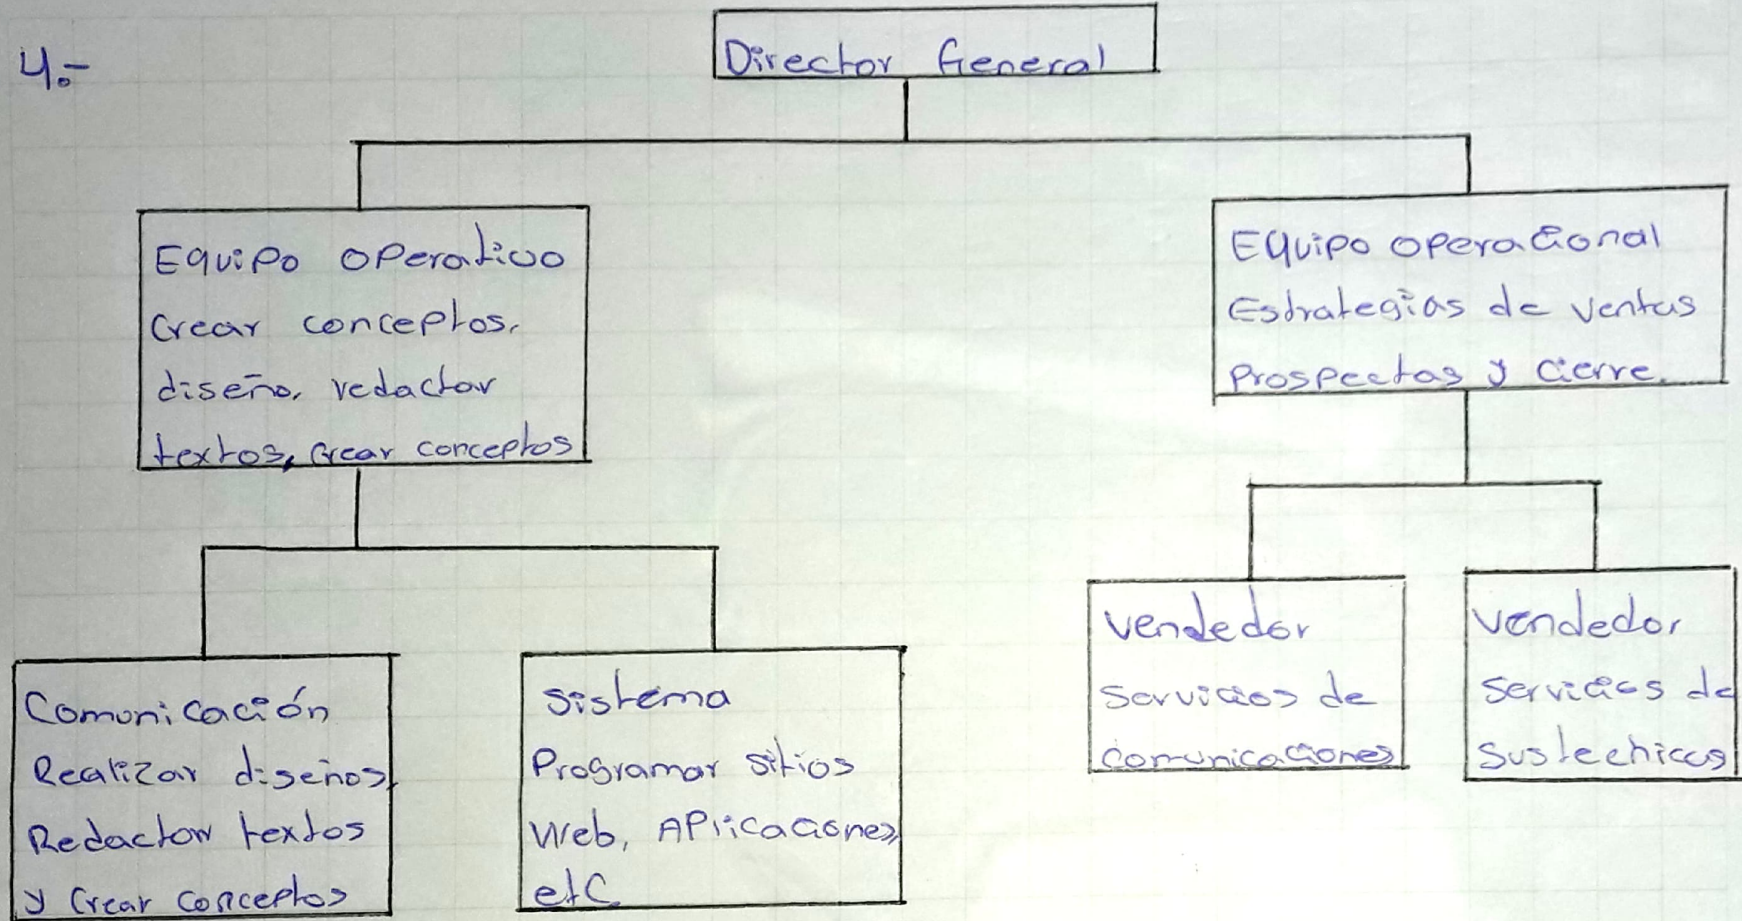 4.-
Director General
Equipo operativo
Crear conceptos,
diseño, redactar
textos, crear conceptos
Equipo operacional
Estrategias de ventas
Prospectos y cierre.
Comunicación
Realizar diseños,
Redactar textos
y Crear conceptos
Sistema
Programar sitios
Web, Aplicaciones,
etc
Vendedor
Servicios de
comunicaciones
Vendedor
Servicios de